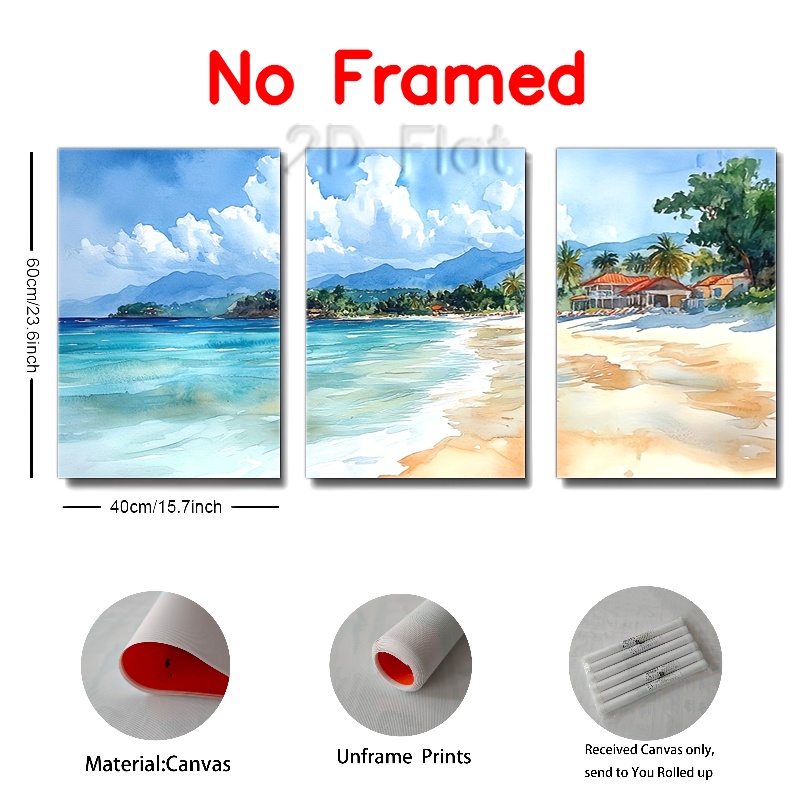 No Framed
2D Flat
60cm/23.6inch
40cm/15.7inch
Material:Canvas
Unframe Prints
Received Canvas only,
send to You Rolled up